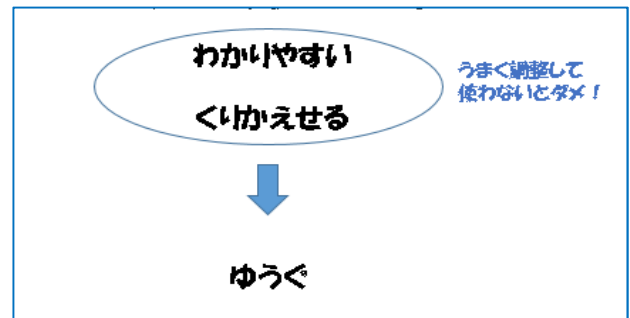 わかりやすい
くりかえせる
うまく調整して
使わないとダメ！
ゆうぐ